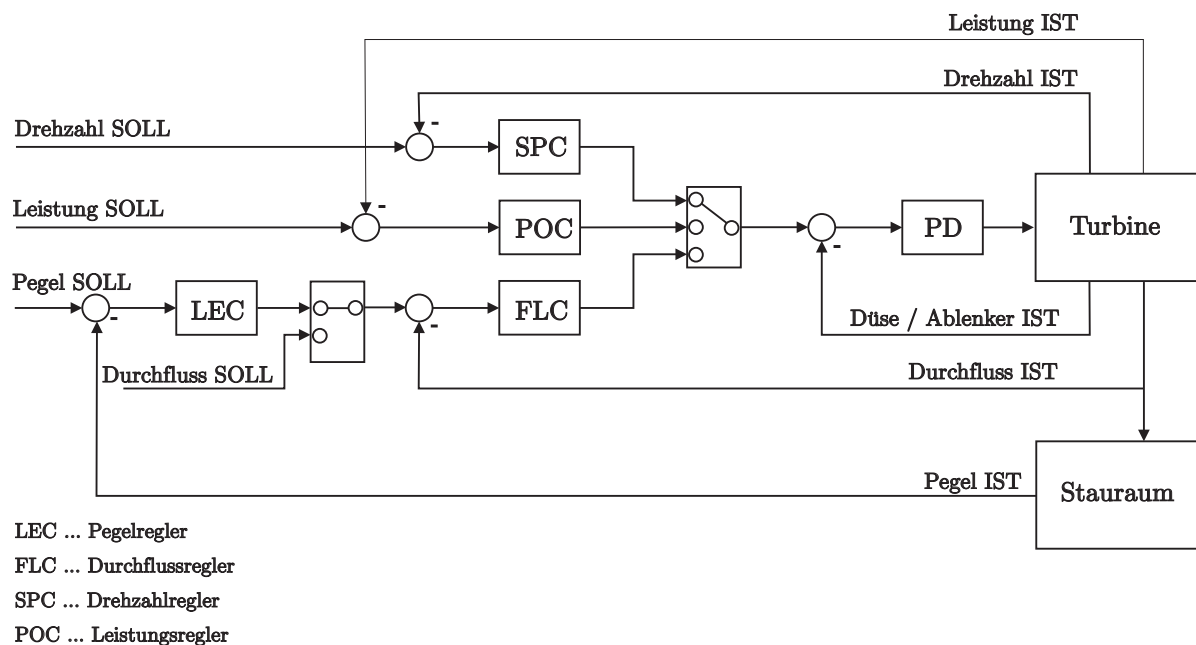 Leistung IST
Drehzahl IST
-
Drehzahl SOLL
SPC
-
Leistung SOLL
POC
PD
Turbine
-
Pegel SOLL
LEC
-
FLC
-
Düse / Ablenker IST
Durchfluss SOLL
Durchfluss IST
Pegel IST
Stauraum
LEC ... Pegelregler
FLC ... Durchflussregler
SPC ... Drehzahlregler
POC ... Leistungsregler